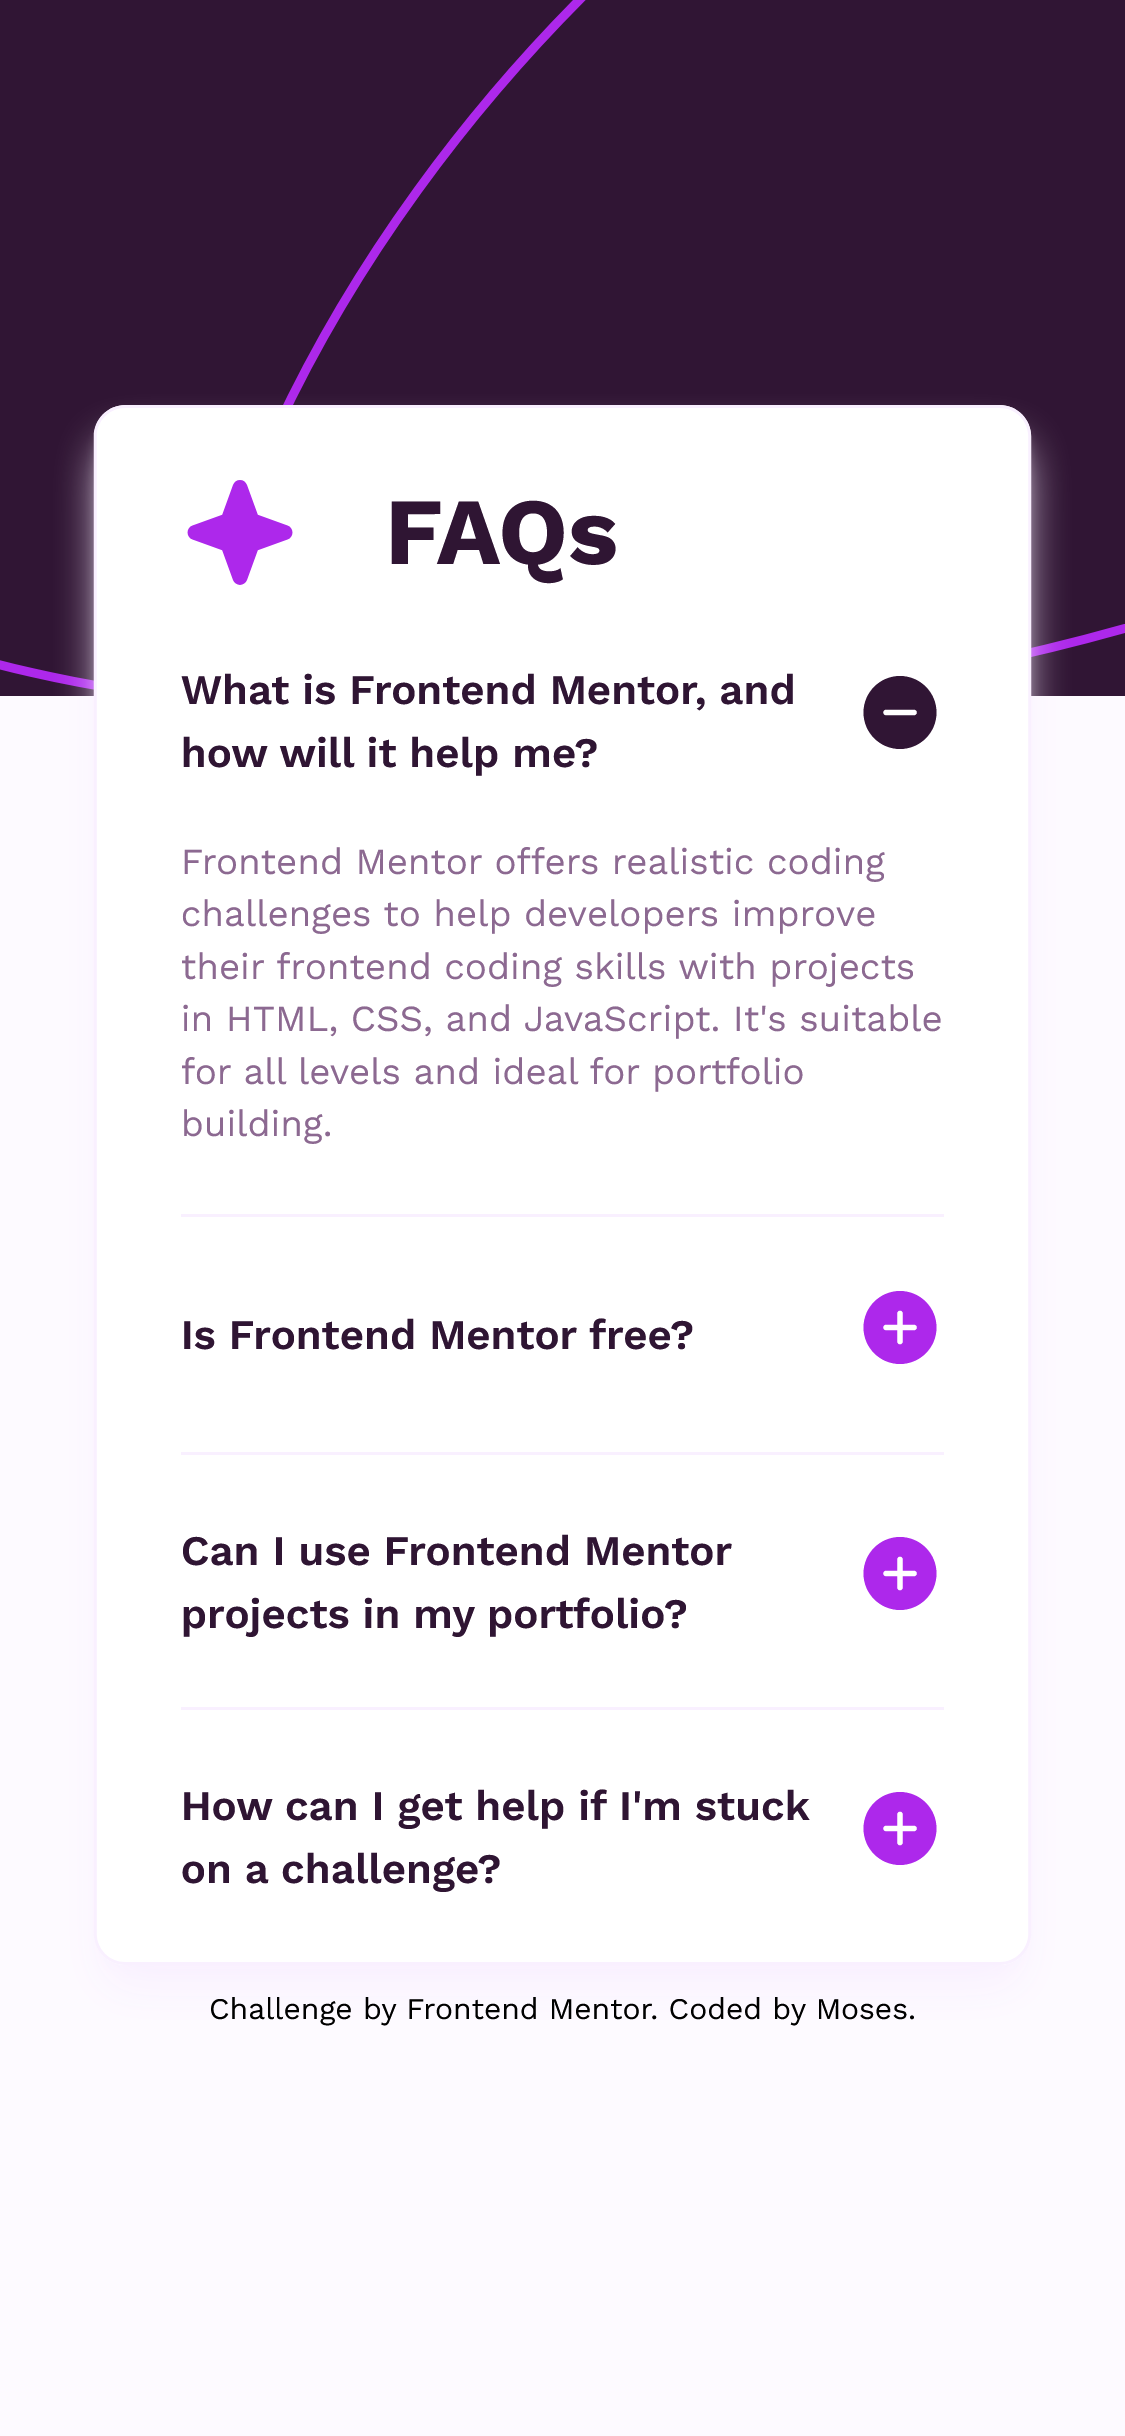 FAQs
What is Frontend Mentor, and
how will it help me?
Frontend Mentor offers realistic coding
challenges to help developers improve
their frontend coding skills with projects
in HTML, CSS, and JavaScript. It's suitable
for all levels and ideal for portfolio
building.
Is Frontend Mentor free?
Can I use Frontend Mentor
projects in my portfolio?
How can I get help if I'm stuck
on a challenge?
Challenge by Frontend Mentor. Coded by Moses.